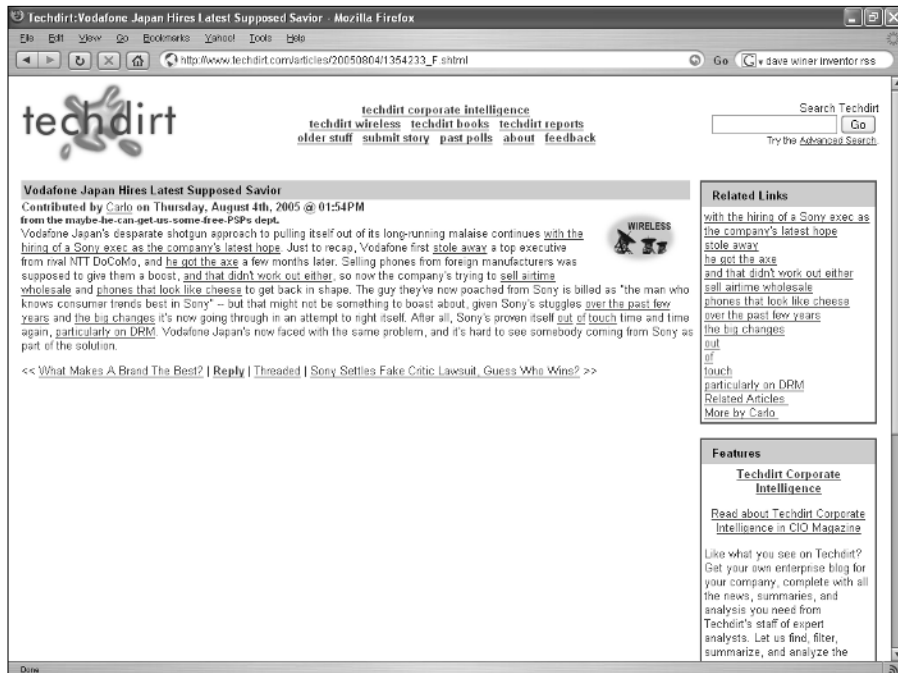 Techdirt:Vodafone Japan Hires Latest Supposed Savior - Mozilla Firefox
File Edit View Go Bookmarks Yahoo! Tools Help
http://www.techdirt.com/articles/20050804/1354233_F.shtml
Go
dave winer inventor rss
techdirt
techdirt corporate intelligence
techdirt wireless techdirt books techdirt reports
older stuff submit story past polls about feedback
Search Techdirt
Go
Try the Advanced Search.
Vodafone Japan Hires Latest Supposed Savior
Contributed by Carlo on Thursday, August 4th, 2005 @ 01:54PM
from the maybe-he-can-get-us-some-free-PSPs dept.
WIRELESS
Vodafone Japan's desparate shotgun approach to pulling itself out of its long-running malaise continues with the
hiring of a Sony exec as the company's latest hope. Just to recap, Vodafone first stole away a top executive
from rival NTT DoCoMo, and he got the axe a few months later. Selling phones from foreign manufacturers was
supposed to give them a boost, and that didn't work out either, so now the company's trying to sell airtime
wholesale and phones that look like cheese to get back in shape. The guy they've now poached from Sony is billed as "the man who
knows consumer trends best in Sony" -- but that might not be something to boast about, given Sony's stuggles over the past few
years and the big changes it's now going through in an attempt to right itself. After all, Sony's proven itself out of touch time and time
again, particularly on DRM. Vodafone Japan's now faced with the same problem, and it's hard to see somebody coming from Sony as
part of the solution.
<< What Makes A Brand The Best? | Reply | Threaded | Sony Settles Fake Critic Lawsuit, Guess Who Wins? >>
Related Links
with the hiring of a Sony exec as
the company's latest hope
stole away
he got the axe
and that didn't work out either
sell airtime wholesale
phones that look like cheese
over the past few years
the big changes
out
of
touch
particularly on DRM
Related Articles
More by Carlo
Features
Techdirt Corporate
Intelligence
Read about Techdirt Corporate
Intelligence in CIO Magazine
Like what you see on Techdirt?
Get your own enterprise blog for
your company, complete with all
the news, summaries, and
analysis you need from
Techdirt's staff of expert
analysts. Let us find, filter,
summarize, and analyze the
Done